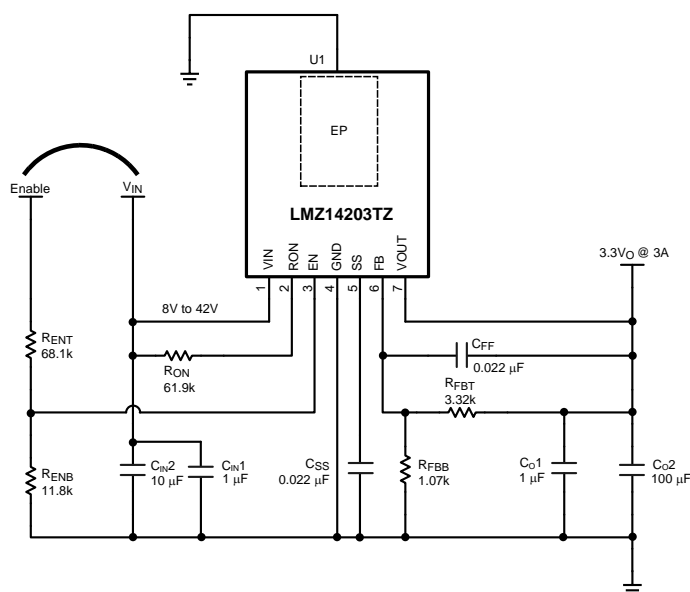 U1
EP
LMZ14203TZ
Enable
VIN
VIN
RON
EN
GND
SS
FB
VOUT
1
2
3
4
5
6
7
3.3VO @ 3A
8V to 42V
RENT
68.1k
RON
61.9k
CFF
0.022 µF
RFBT
3.32k
RENB
11.8k
CIN2
10 µF
CIN1
1 µF
CSS
0.022 µF
RFBB
1.07k
CO1
1 µF
CO2
100 µF